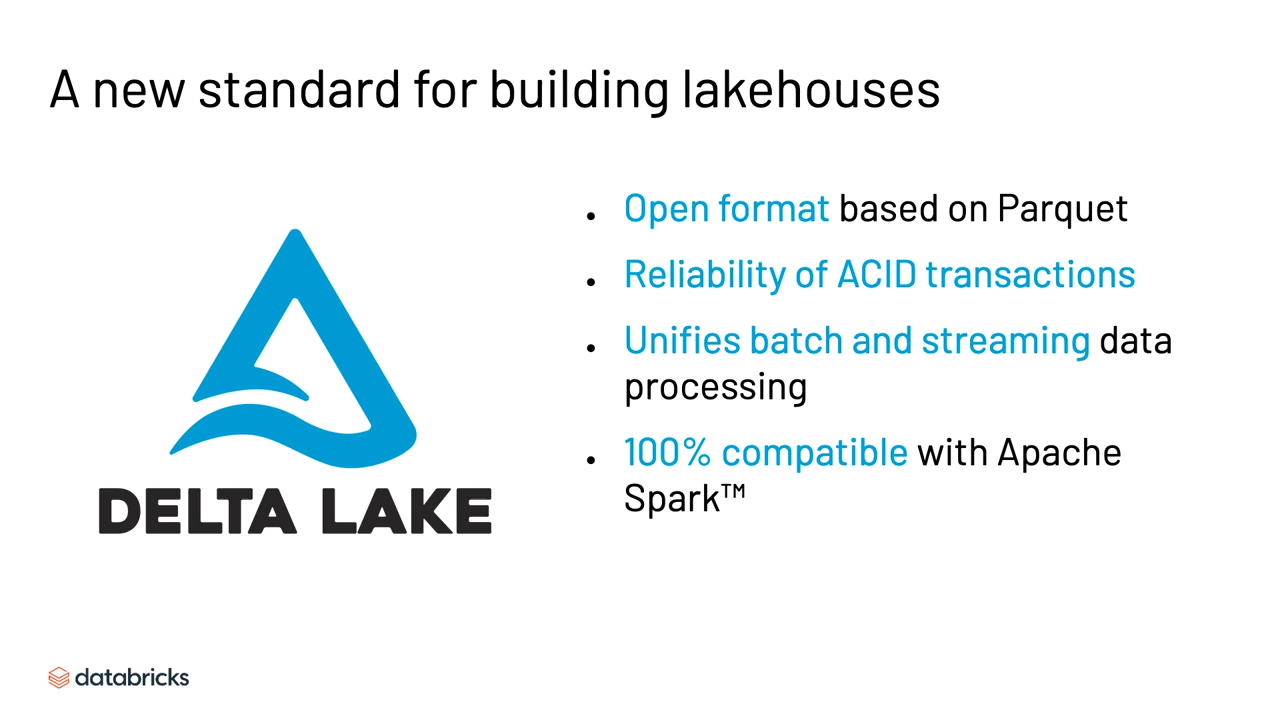 A new standard for building lakehouses
• Open format based on Parquet
• Reliability of ACID transactions
• Unifies batch and streaming data
processing
• 100% compatible with Apache
Spark™
DELTA LAKE
databricks